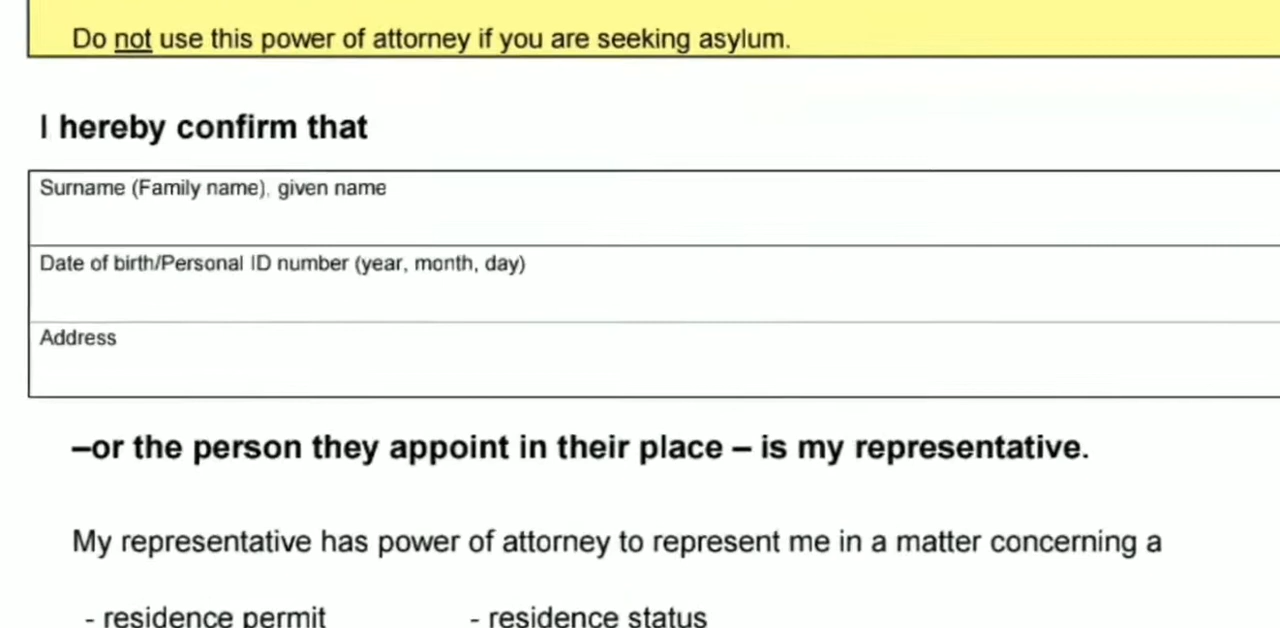 Do not use this power of attorney if you are seeking asylum.
I hereby confirm that
Surname (Family name), given name
Date of birth/Personal ID number (year, month, day)
Address
–or the person they appoint in their place – is my representative.
My representative has power of attorney to represent me in a matter concerning a
- residence permit - residence status